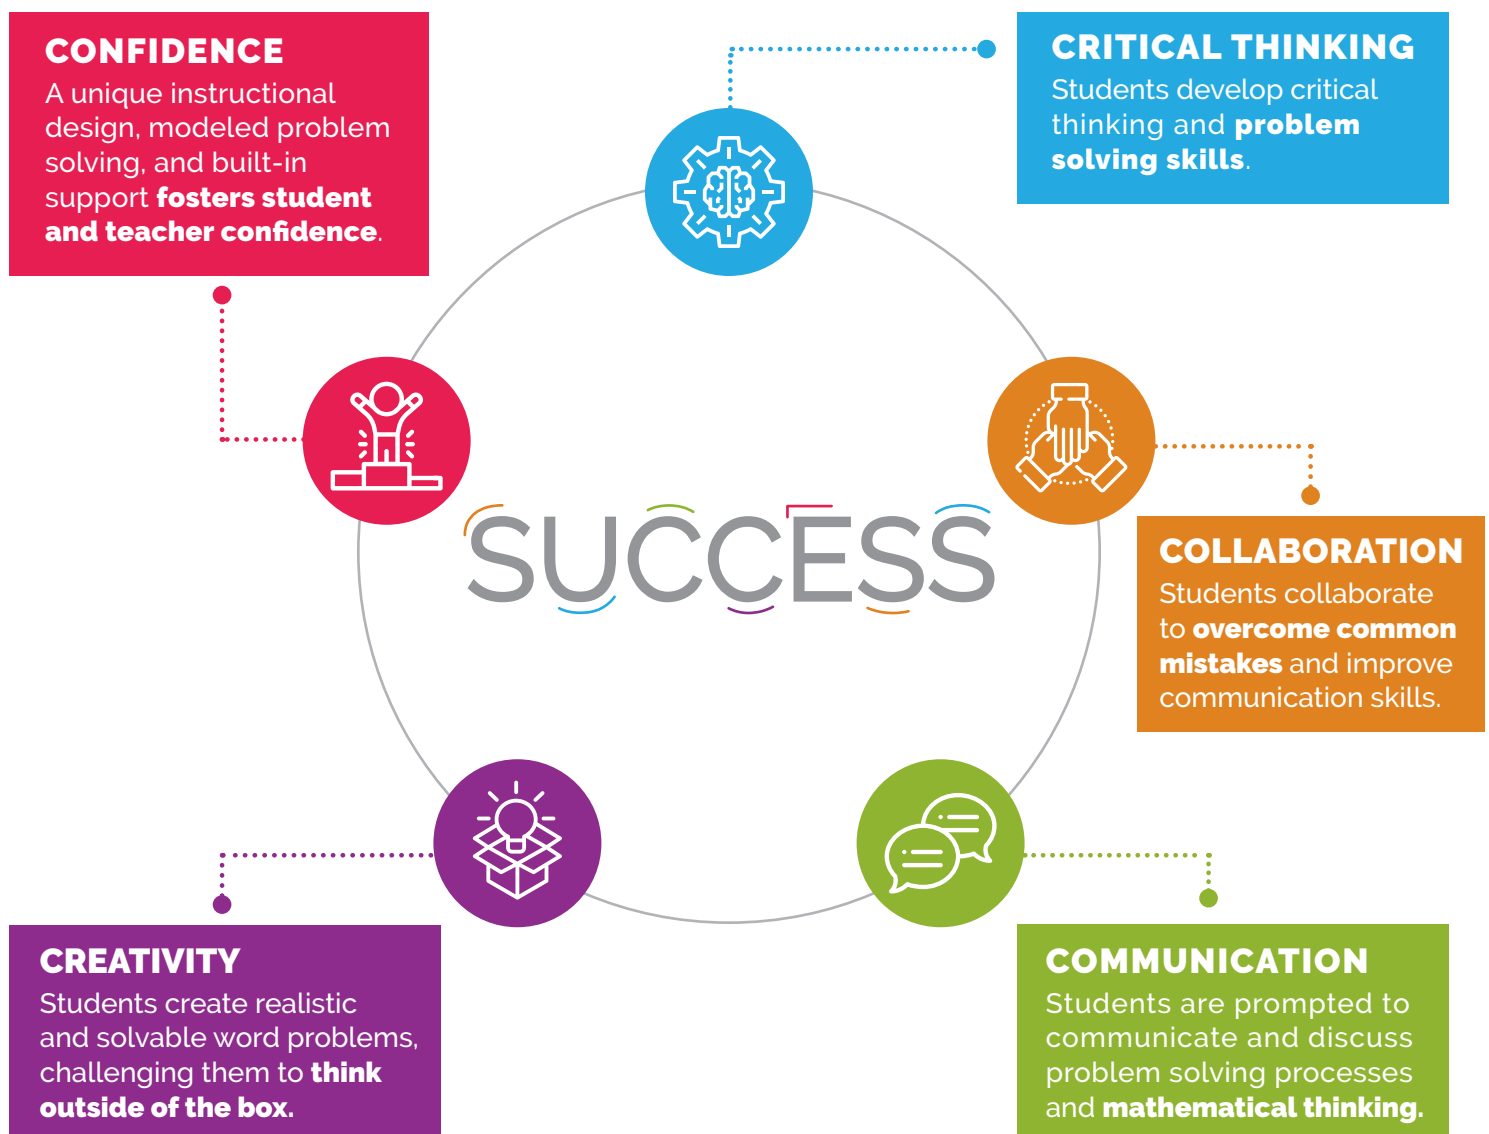 CONFIDENCE
A unique instructional
design, modeled problem
solving, and built-in
support fosters student
and teacher confidence.
CRITICAL THINKING
Students develop critical
thinking and problem
solving skills.
SUCCESS
COLLABORATION
Students collaborate
to overcome common
mistakes and improve
communication skills.
CREATIVITY
Students create realistic
and solvable word problems,
challenging them to think
outside of the box.
COMMUNICATION
Students are prompted to
communicate and discuss
problem solving processes
and mathematical thinking.